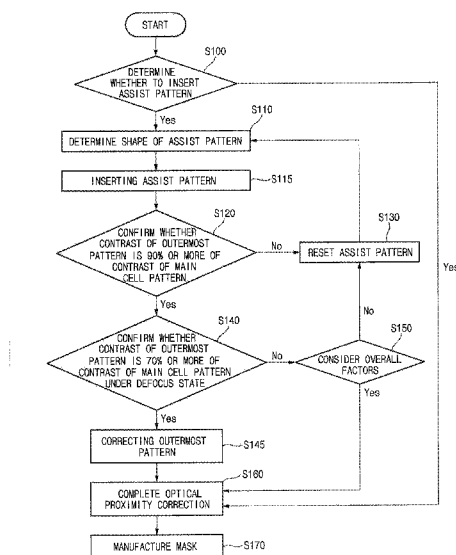 START
S100
DETERMINE
WHETHER TO INSERT
ASSIST PATTERN
Yes
S110
DETERMINE SHAPE OF ASSIST PATTERN
S115
INSERTING ASSIST PATTERN
S120
CONFIRM WHETHER
CONTRAST OF OUTERMOST
PATTERN IS 90% OR MORE OF
CONTRAST OF MAIN
CELL PATTERN
No
S130
RESET ASSIST PATTERN
Yes
Yes
No
S140
CONFIRM WHETHER
CONTRAST OF OUTERMOST
PATTERN IS 70% OR MORE OF
CONTRAST OF MAIN CELL PATTERN
UNDER DEFOCUS STATE
No
S150
CONSIDER OVERALL
FACTORS
Yes
Yes
CORRECTING OUTERMOST
PATTERN
S145
S160
COMPLETE OPTICAL
PROXIMITY CORRECTION
MANUFACTURE MASK
S170